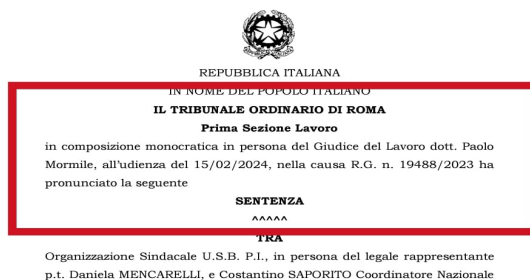 REPUBBLICA ITALIANA
IN NOME DEL POPOLO ITALIANO
IL TRIBUNALE ORDINARIO DI ROMA
Prima Sezione Lavoro
in composizione monocratica in persona del Giudice del Lavoro dott. Paolo
Mormile, all'udienza del 15/02/2024, nella causa R.G. n. 19488/2023 ha
pronunciato la seguente
SENTENZA
^^^^^
TRA
Organizzazione Sindacale U.S.B. P.I., in persona del legale rappresentante
p.t. Daniela MENCARELLI, e Costantino SAPORITO Coordinatore Nazionale